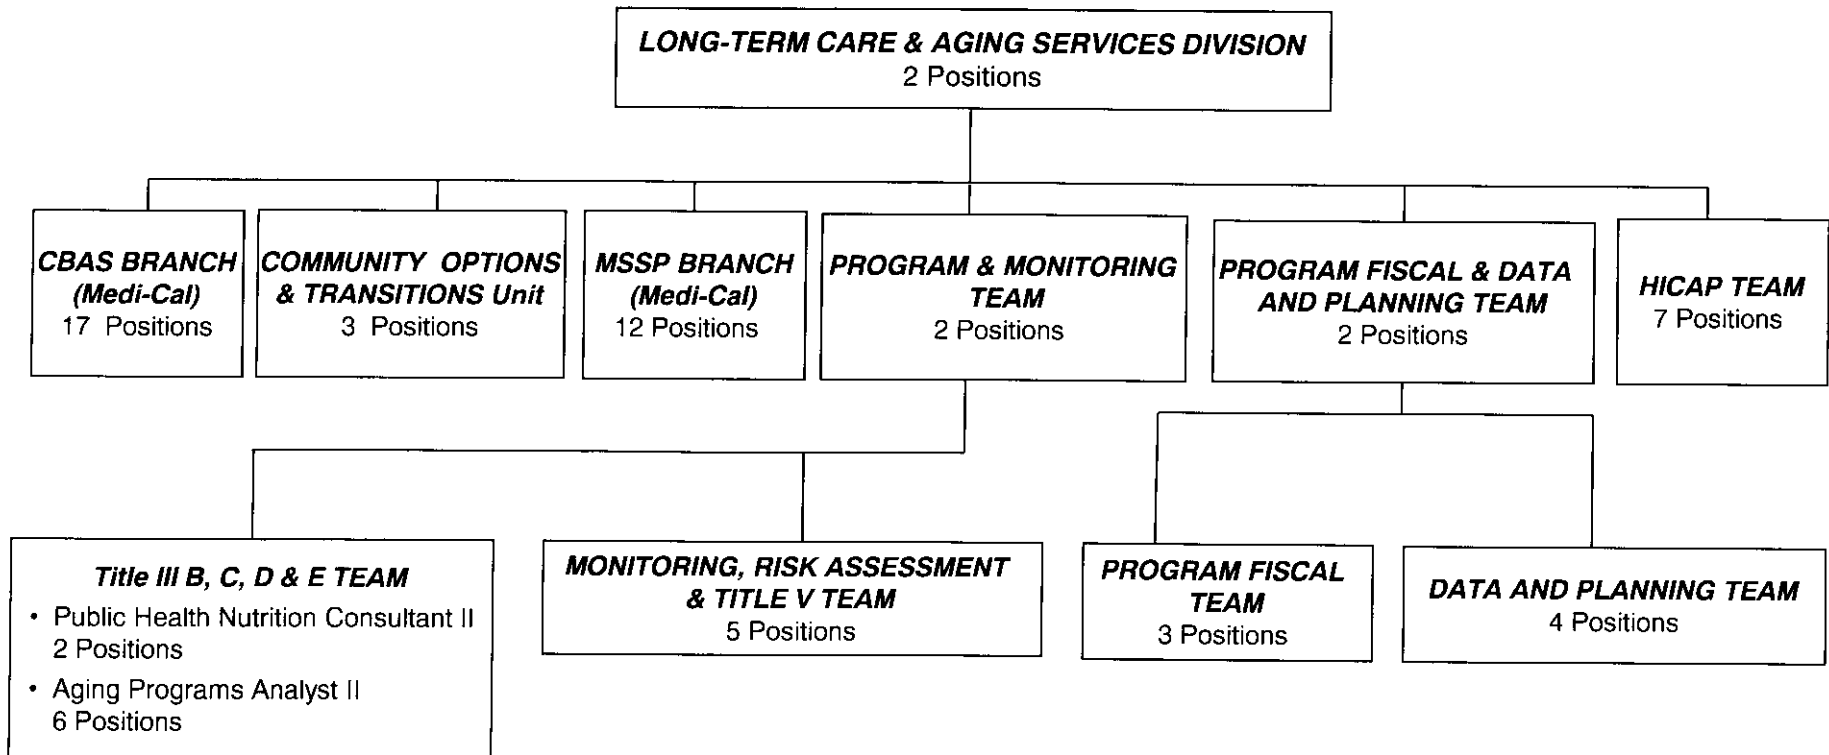 LONG-TERM CARE & AGING SERVICES DIVISION
2 Positions
CBAS BRANCH
(Medi-Cal)
17 Positions
COMMUNITY OPTIONS
& TRANSITIONS Unit
3 Positions
MSSP BRANCH
(Medi-Cal)
12 Positions
PROGRAM & MONITORING
TEAM
2 Positions
PROGRAM FISCAL & DATA
AND PLANNING TEAM
2 Positions
HICAP TEAM
7 Positions
Title III B, C, D & E TEAM
• Public Health Nutrition Consultant II
2 Positions
• Aging Programs Analyst II
6 Positions
MONITORING, RISK ASSESSMENT
& TITLE V TEAM
5 Positions
PROGRAM FISCAL
TEAM
3 Positions
DATA AND PLANNING TEAM
4 Positions